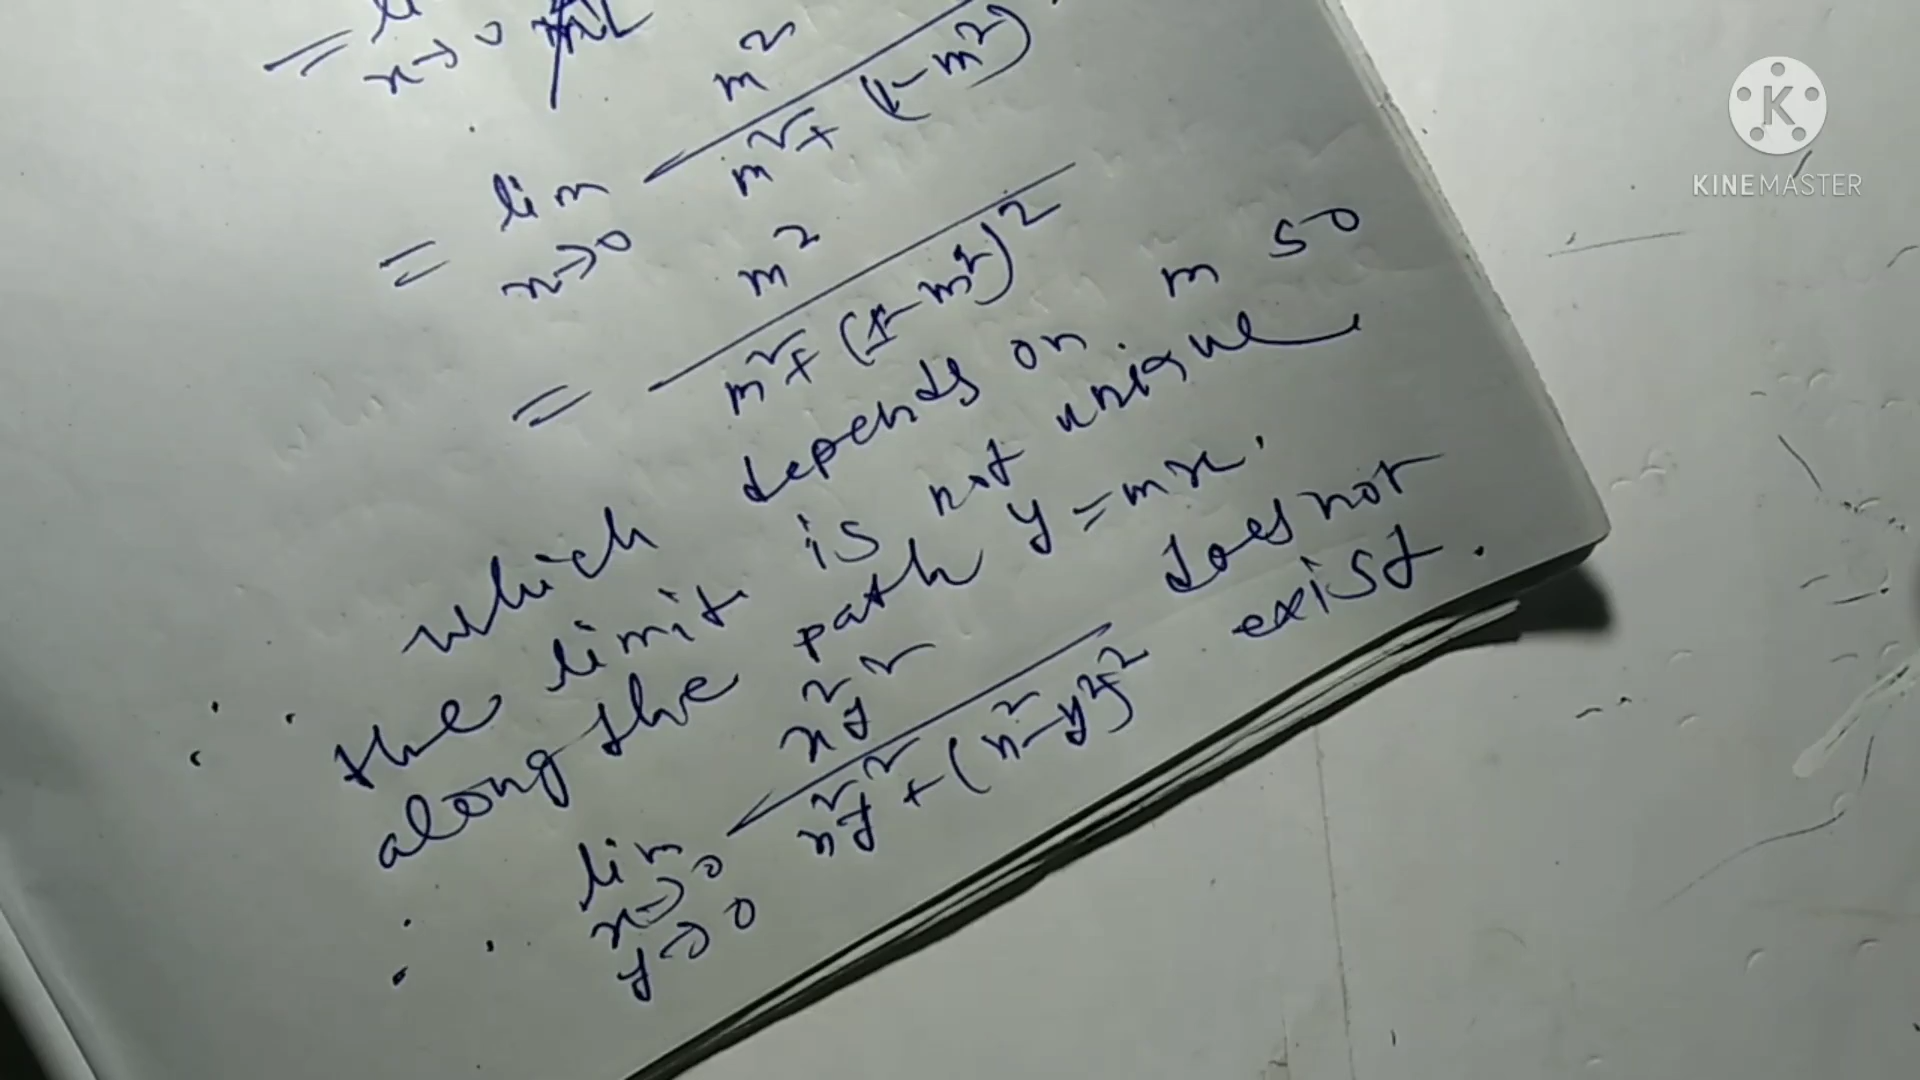 = li
x→0
= lim x→0 m² / m² + (1-m²)
= m² / m² + (1-m²)²
which depends on m so
∴ the limit is not unique
along the path y = mx.
∴ lim x→0 y→0 x²y² / x²y² + (x²-y²)² does not exist.
KINEMASTER